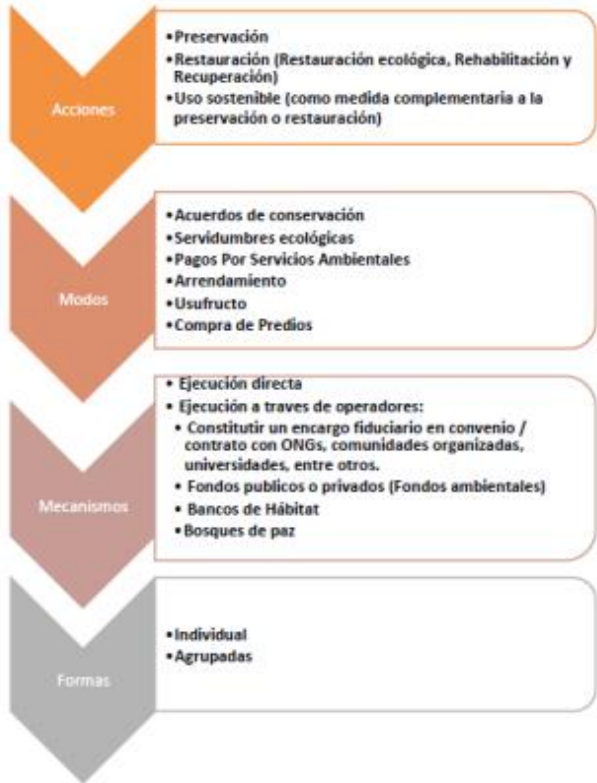 Acciones
•Preservación
•Restauración (Restauración ecológica, Rehabilitación y
Recuperación)
•Uso sostenible (como medida complementaria a la
preservación o restauración)
Modos
•Acuerdos de conservación
•Servidumbres ecológicas
•Pagos Por Servicios Ambientales
•Arrendamiento
•Usufructo
•Compra de Predios
Mecanismos
• Ejecución directa
• Ejecución a traves de operadores:
• Constitutir un encargo fiduciario en convenio /
contrato con ONGs, comunidades organizadas,
universidades, entre otros.
• Fondos publicos o privados (Fondos ambientales)
• Bancos de Hábitat
•Bosques de paz
Formas
•Individual
•Agrupadas